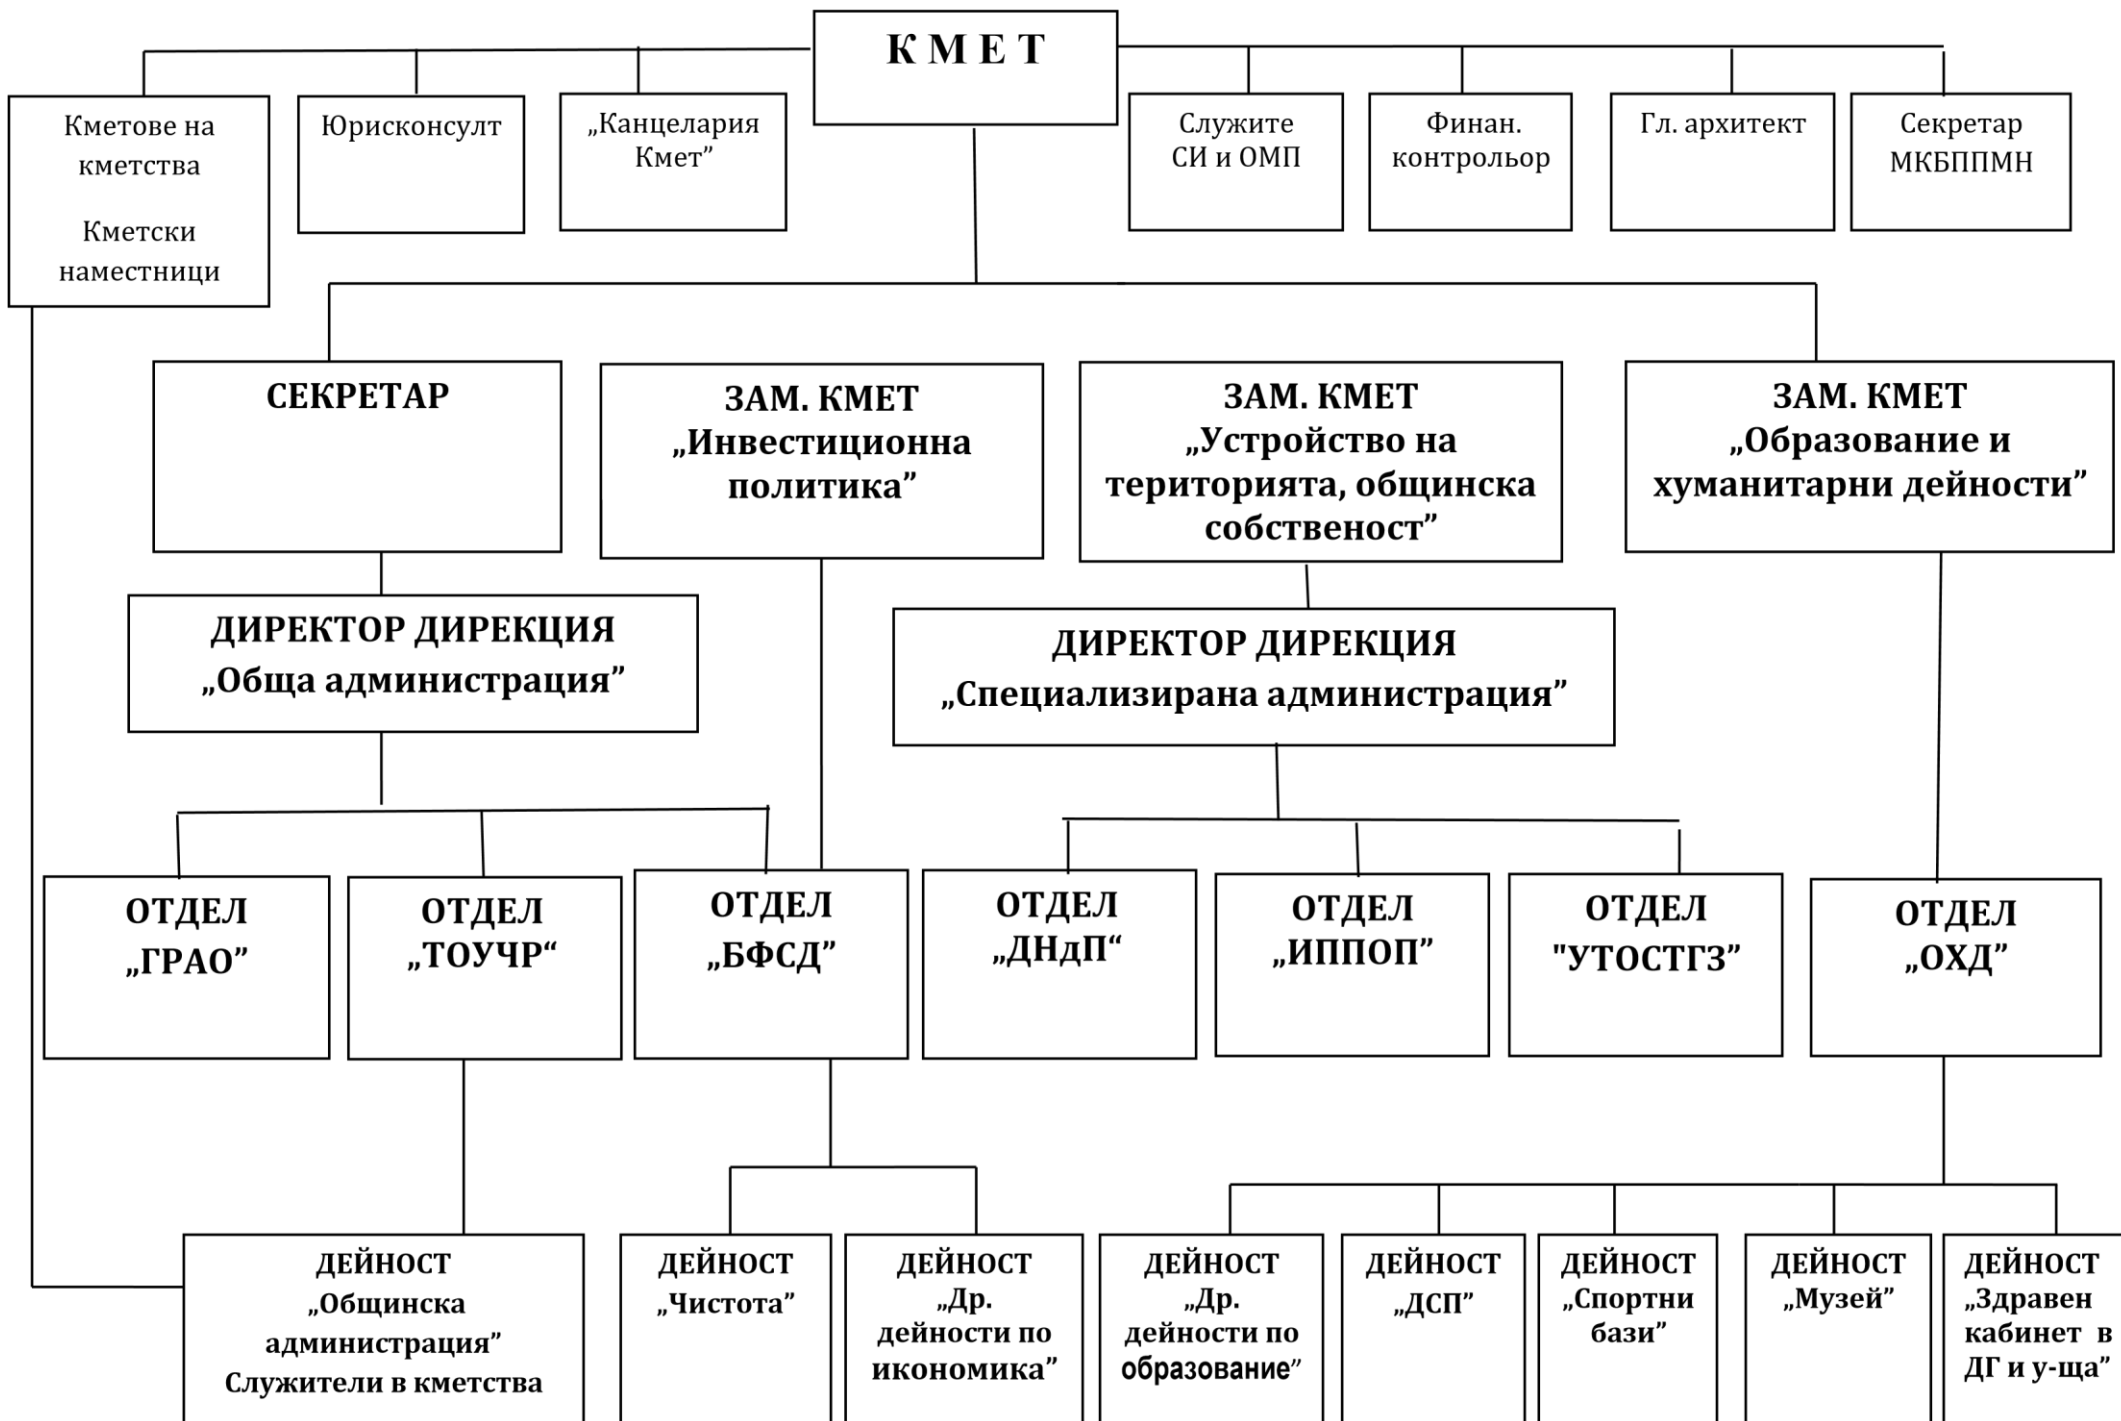 К М Е Т
Кметове на
кметства
Кметски
наместници
Юрисконсулт
„Канцелария
Кмет”
Служите
СИ и ОМП
Финан.
контрольор
Гл. архитект
Секретар
МКБППМН
СЕКРЕТАР
ЗАМ. КМЕТ
„Инвестиционна
политика”
ЗАМ. КМЕТ
„Устройство на
територията, общинска
собственост”
ЗАМ. КМЕТ
„Образование и
хуманитарни дейности”
ДИРЕКТОР ДИРЕКЦИЯ
„Обща администрация”
ДИРЕКТОР ДИРЕКЦИЯ
„Специализирана администрация”
ОТДЕЛ
„ГРАО”
ОТДЕЛ
„ТОУЧР“
ОТДЕЛ
„БФСД”
ОТДЕЛ
„ДНдП“
ОТДЕЛ
„ИППОП”
ОТДЕЛ
"УТОСТГЗ”
ОТДЕЛ
„ОХД”
ДЕЙНОСТ
„Общинска
администрация”
Служители в кметства
ДЕЙНОСТ
„Чистота”
ДЕЙНОСТ
„Др.
дейности по
икономика”
ДЕЙНОСТ
„Др.
дейности по
образование”
ДЕЙНОСТ
„ДСП”
ДЕЙНОСТ
„Спортни
бази”
ДЕЙНОСТ
„Музей”
ДЕЙНОСТ
„Здравен
кабинет в
ДГ и у-ща”